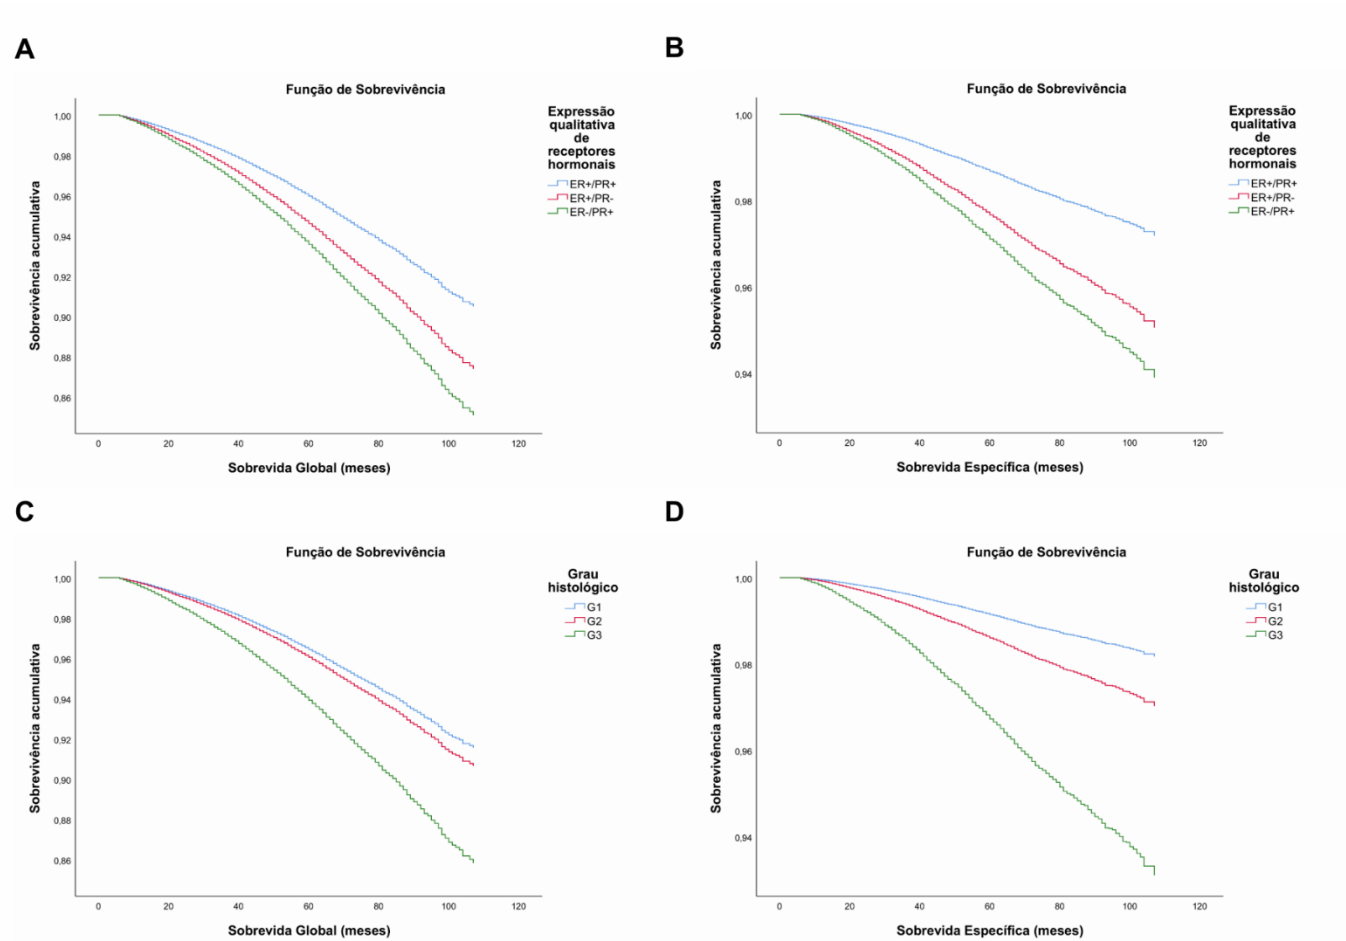 A
Função de Sobrevivência
Sobrevivência acumulativa
1,00
0,98
0,96
0,94
0,92
0,90
0,88
0,86
0 20 40 60 80 100 120
Sobrevida Global (meses)
Expressão
qualitativa
de
receptores
hormonais
ER+/PR+
ER+/PR-
ER-/PR+
B
Função de Sobrevivência
Sobrevivência acumulativa
1,00
0,98
0,96
0,94
0 20 40 60 80 100 120
Sobrevida Específica (meses)
Expressão
qualitativa
de
receptores
hormonais
ER+/PR+
ER+/PR-
ER-/PR+
C
Função de Sobrevivência
Sobrevivência acumulativa
1,00
0,98
0,96
0,94
0,92
0,90
0,88
0,86
0 20 40 60 80 100 120
Sobrevida Global (meses)
Grau
histológico
G1
G2
G3
D
Função de Sobrevivência
Sobrevivência acumulativa
1,00
0,98
0,96
0,94
0 20 40 60 80 100 120
Sobrevida Específica (meses)
Grau
histológico
G1
G2
G3